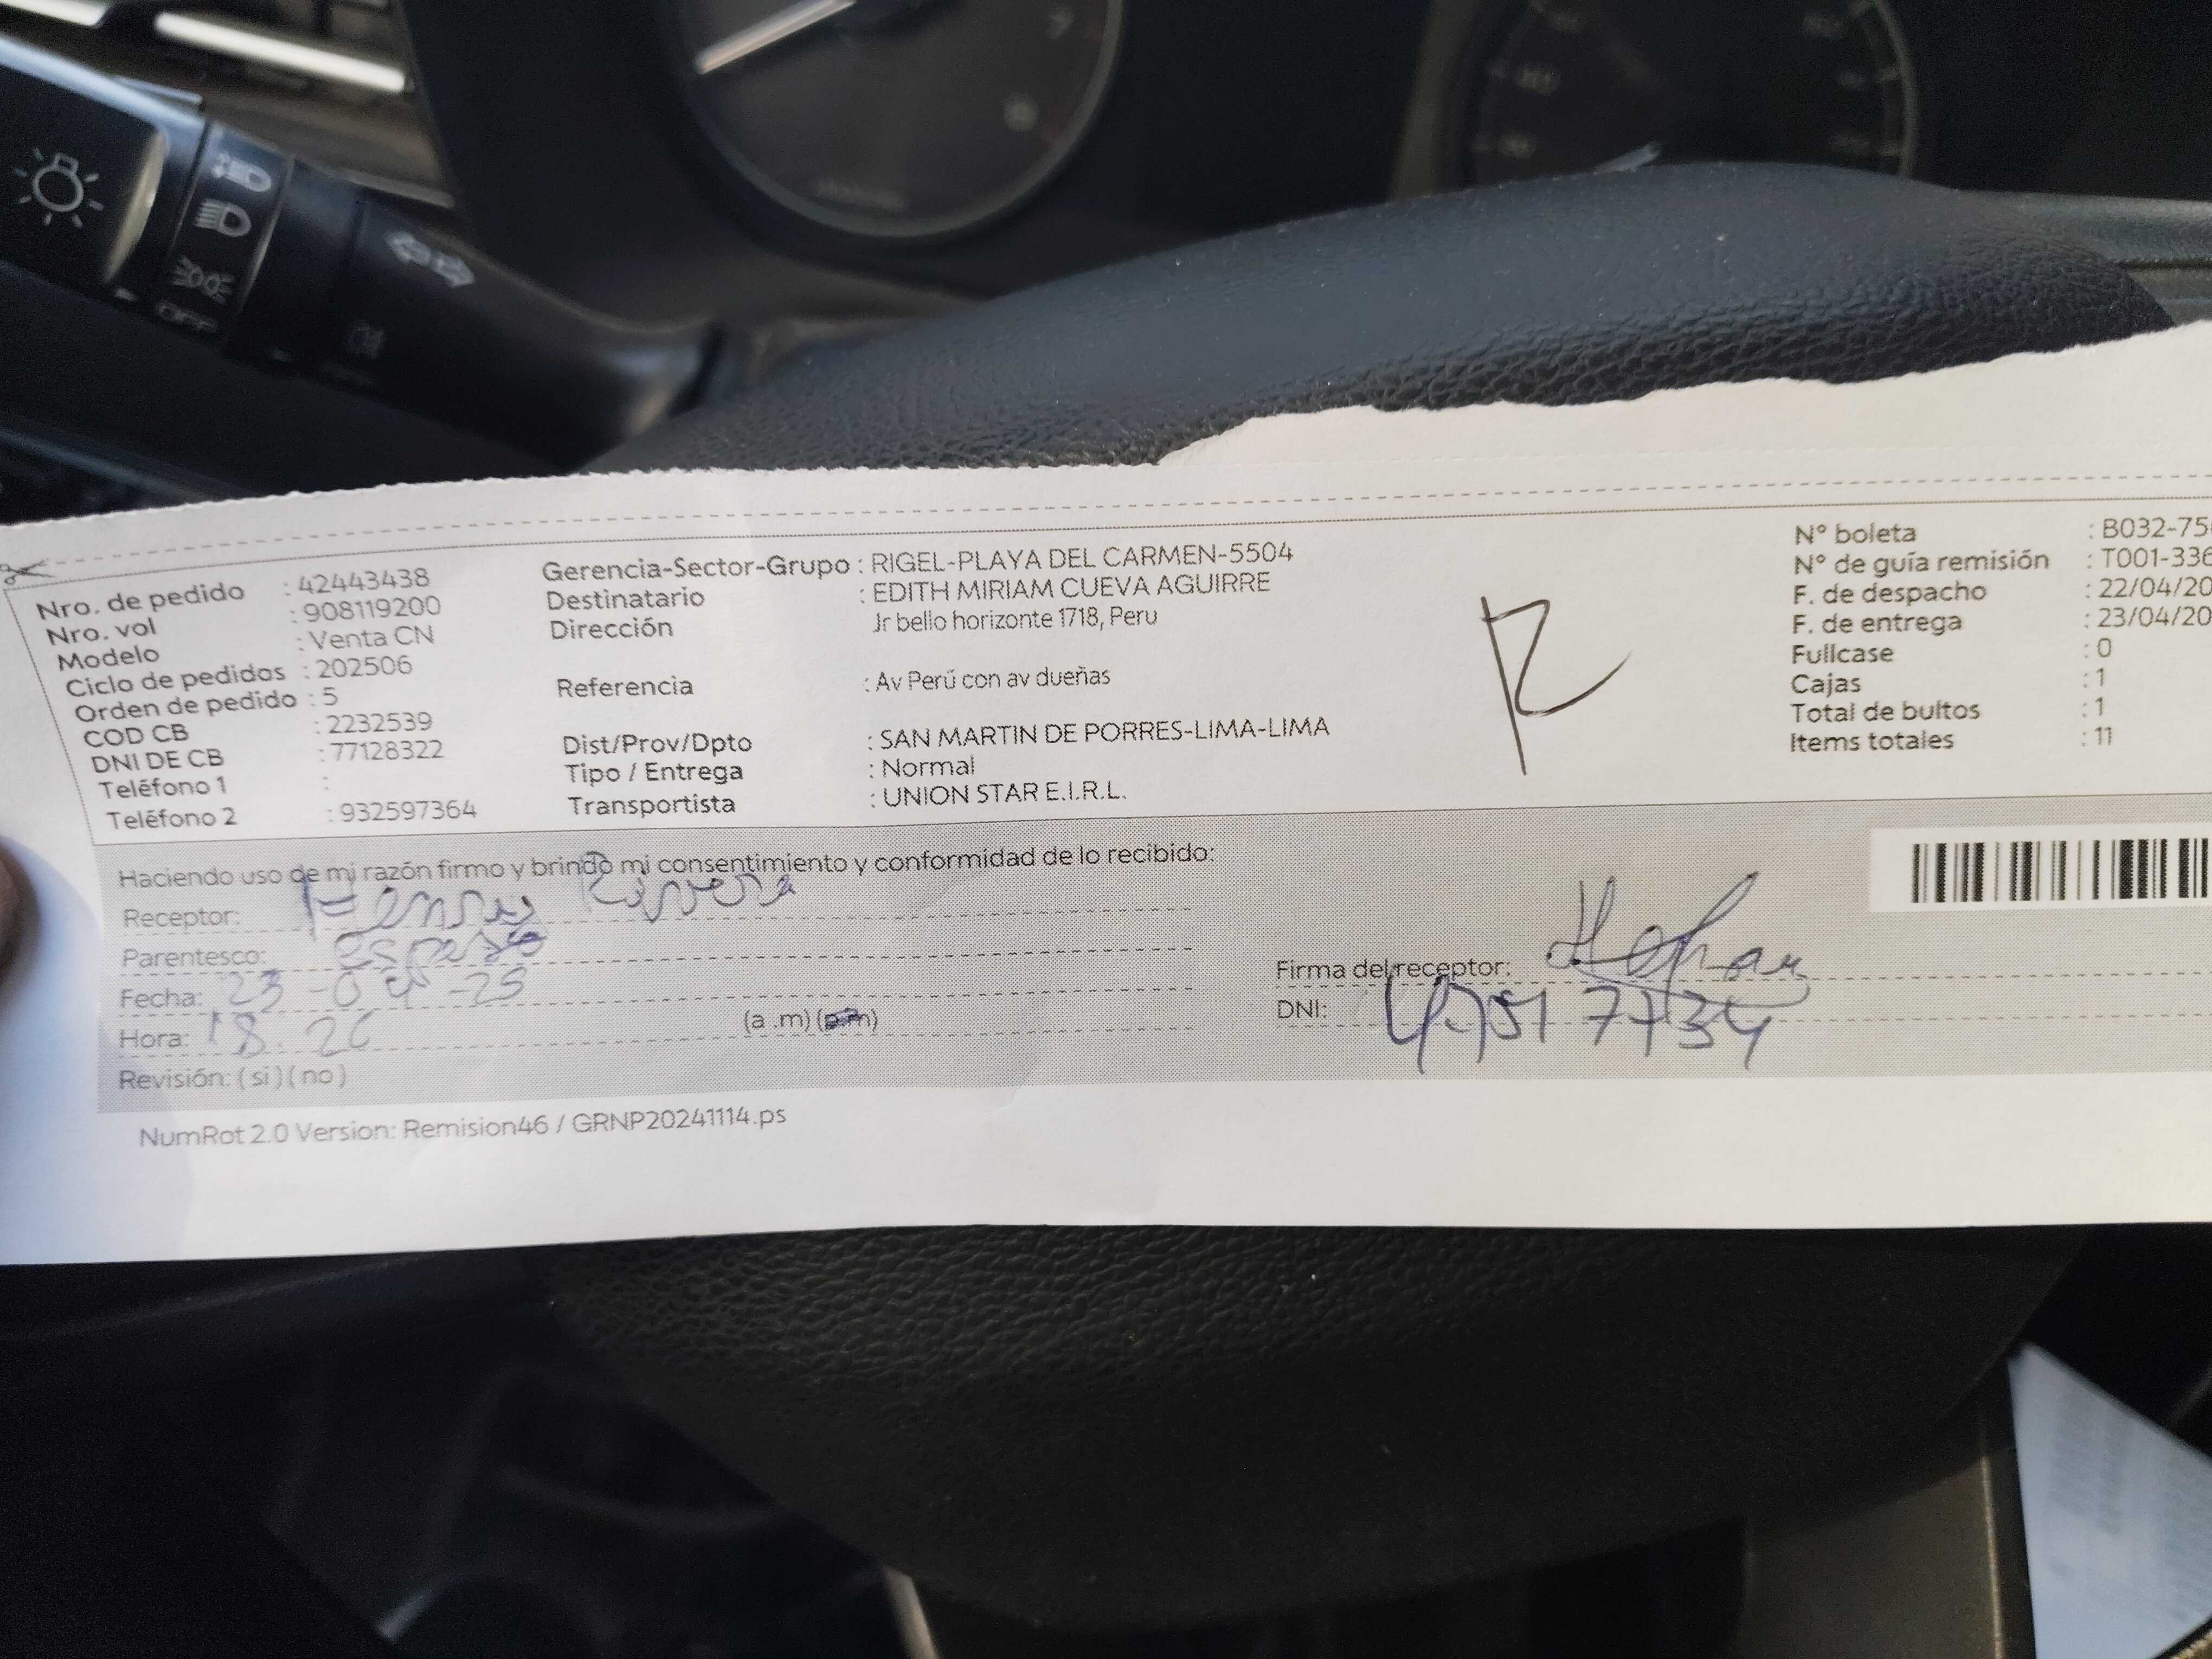 Nro. de pedido : 42443438
Nro. vol : 908119200
Modelo : Venta CN
Ciclo de pedidos : 202506
Orden de pedido : 5
COD CB : 2232539
DNI DE CB : 77128322
Teléfono 1 :
Teléfono 2 : 932597364
Gerencia-Sector-Grupo : RIGEL-PLAYA DEL CARMEN-5504
Destinatario : EDITH MIRIAM CUEVA AGUIRRE
Dirección Jr bello horizonte 1718, Peru
Referencia : Av Perú con av dueñas
Dist/Prov/Dpto : SAN MARTIN DE PORRES-LIMA-LIMA
Tipo / Entrega : Normal
Transportista : UNION STAR E.I.R.L.
R
N° boleta : B032-75
N° de guía remisión : T001-336
F. de despacho : 22/04/20
F. de entrega : 23/04/20
Fullcase : 0
Cajas : 1
Total de bultos : 1
Items totales : 11
Haciendo uso de mi razón firmo y brindo mi consentimiento y conformidad de lo recibido:
Receptor: Henry Rivera
Parentesco: esposo
Fecha: 23-04-25
Hora: 18.26 (a .m) (p.m)
Revisión: ( si ) ( no )
Firma del receptor:
DNI:
NumRot 2.0 Version: Remision46 / GRNP20241114.ps
OFF